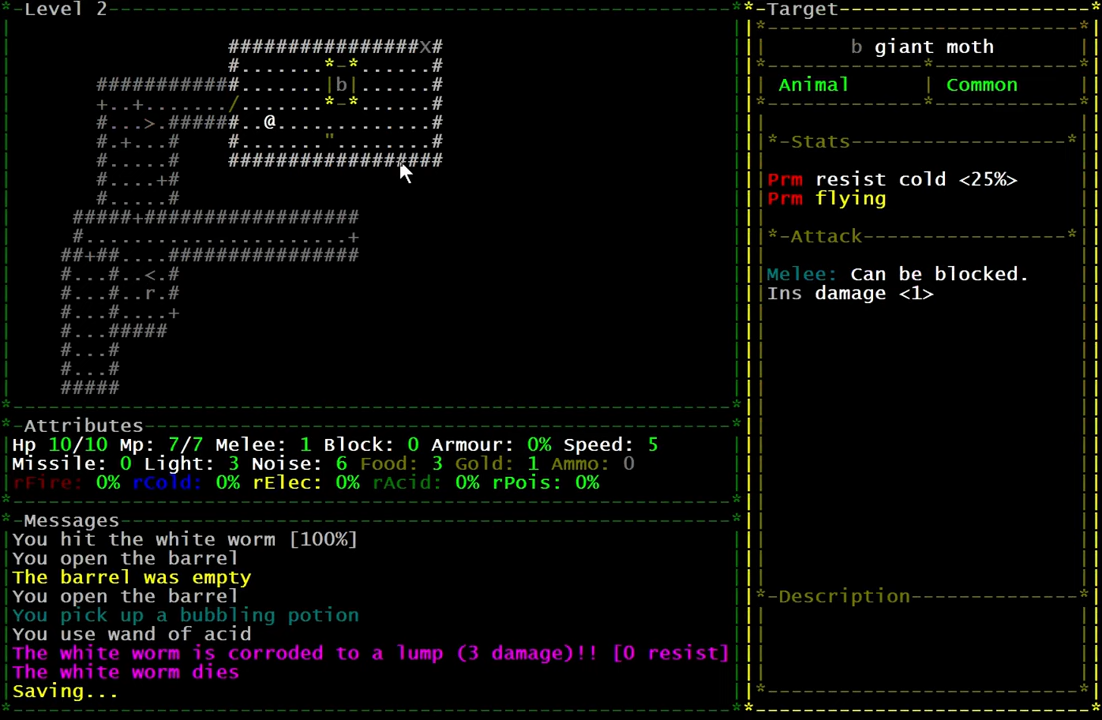 Level 2
################x#
#.......*-*......#
###########.......|b|......#
+..+......./.......*-*......#
#...>.#####..@.............#
#.+...# #......."........#
#.....# ##################
#....+#
#.....#
#####+##################
#......................+
##+##....################
#...#..<.#
#...#..r.#
#...#....+
#...#####
#...#
#...#
#####
Attributes
Hp 10/10 Mp: 7/7 Melee: 1 Block: 0 Armour: 0% Speed: 5
Missile: 0 Light: 3 Noise: 6 Food: 3 Gold: 1 Ammo: 0
rFire: 0% rCold: 0% rElec: 0% rAcid: 0% rPois: 0%
Messages
You hit the white worm [100%]
You open the barrel
The barrel was empty
You open the barrel
You pick up a bubbling potion
You use wand of acid
The white worm is corroded to a lump (3 damage)!! [0 resist]
The white worm dies
Saving...
Target
b giant moth
Animal | Common
Stats
Prm resist cold <25%>
Prm flying
Attack
Melee: Can be blocked.
Ins damage <1>
Description